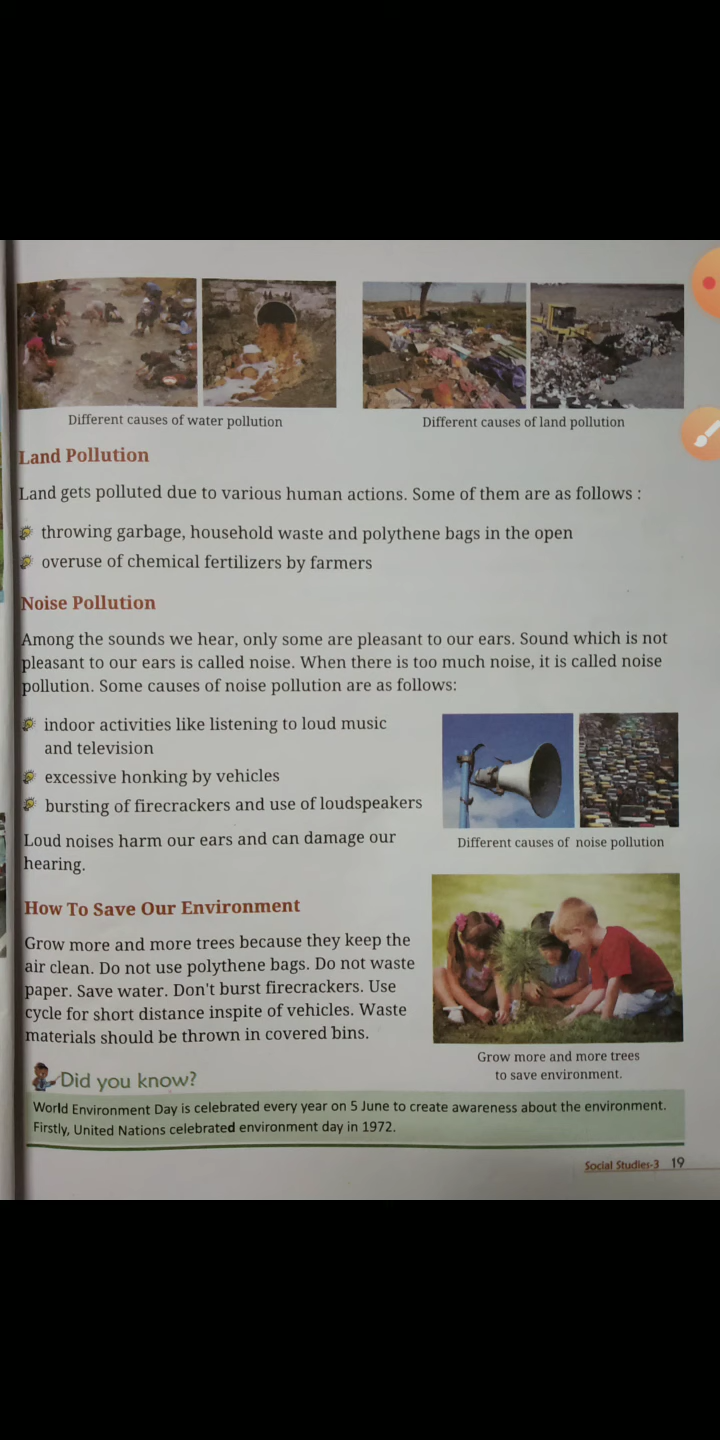 Different causes of water pollution
Different causes of land pollution
Land Pollution
Land gets polluted due to various human actions. Some of them are as follows :
throwing garbage, household waste and polythene bags in the open
overuse of chemical fertilizers by farmers
Noise Pollution
Among the sounds we hear, only some are pleasant to our ears. Sound which is not
pleasant to our ears is called noise. When there is too much noise, it is called noise
pollution. Some causes of noise pollution are as follows:
indoor activities like listening to loud music
and television
excessive honking by vehicles
bursting of firecrackers and use of loudspeakers
Loud noises harm our ears and can damage our
hearing.
Different causes of noise pollution
How To Save Our Environment
Grow more and more trees because they keep the
air clean. Do not use polythene bags. Do not waste
paper. Save water. Don't burst firecrackers. Use
cycle for short distance inspite of vehicles. Waste
materials should be thrown in covered bins.
Grow more and more trees
to save environment.
Did you know?
World Environment Day is celebrated every year on 5 June to create awareness about the environment.
Firstly, United Nations celebrated environment day in 1972.
Social Studies-3 19